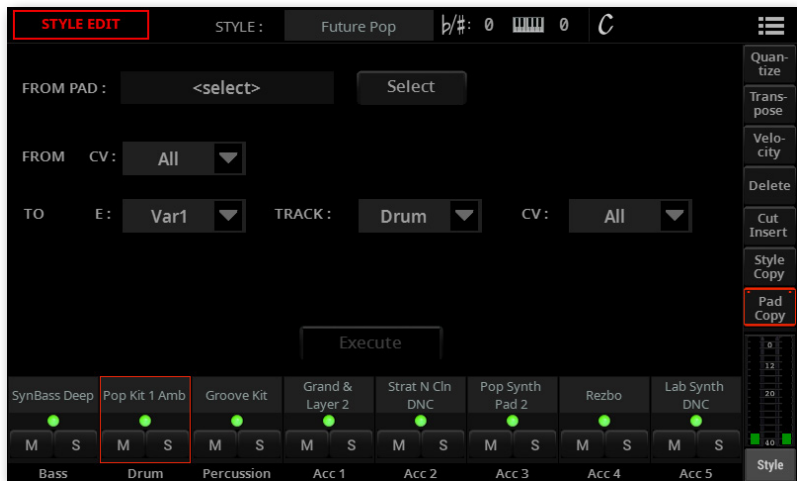 STYLE EDIT STYLE : Future Pop ♭/#: 0 0 C
FROM PAD : <select> Select
FROM CV : All
TO E : Var1 TRACK : Drum CV : All
Execute
Quan-
tize
Trans-
pose
Velo-
city
Delete
Cut
Insert
Style
Copy
Pad
Copy
0
12
20
40
Style
SynBass Deep Pop Kit 1 Amb Groove Kit Grand & Layer 2 Strat N Cln DNC Pop Synth Pad 2 Rezbo Lab Synth DNC
M S M S M S M S M S M S M S M S
Bass Drum Percussion Acc 1 Acc 2 Acc 3 Acc 4 Acc 5